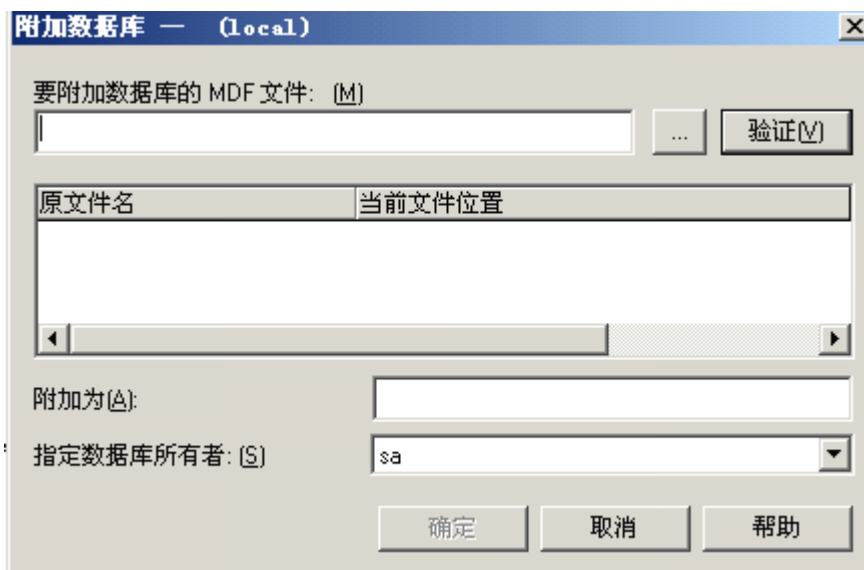 附加数据库 — (local)
要附加数据库的 MDF 文件: (M)
... 验证(V)
原文件名 当前文件位置
附加为(A):
指定数据库所有者: (S) sa
确定 取消 帮助